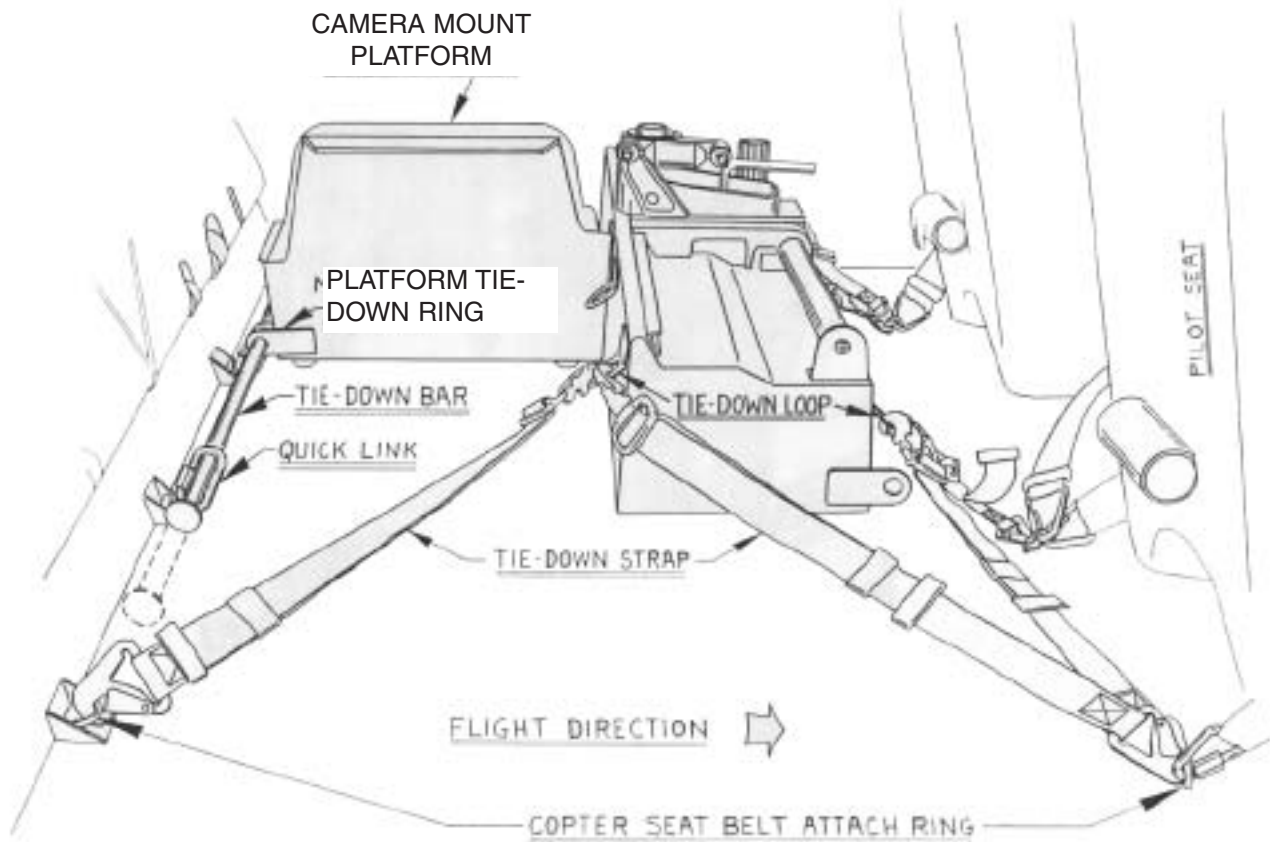 CAMERA MOUNT
PLATFORM
PILOT SEAT
PLATFORM TIE-
DOWN RING
TIE-DOWN BAR
TIE-DOWN LOOP
QUICK LINK
TIE-DOWN STRAP
FLIGHT DIRECTION
COPTER SEAT BELT ATTACH RING